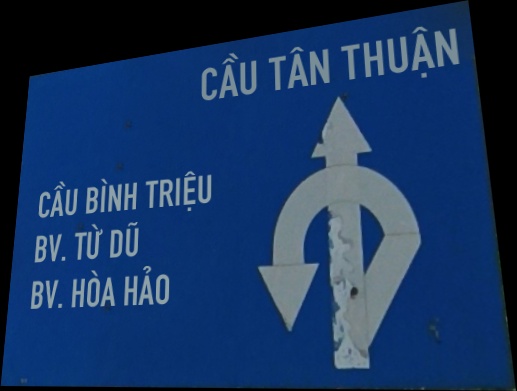 CẦU TÂN THUẬN
CẦU BÌNH TRIỆU
BV. TỪ DŨ
BV. HÒA HẢO